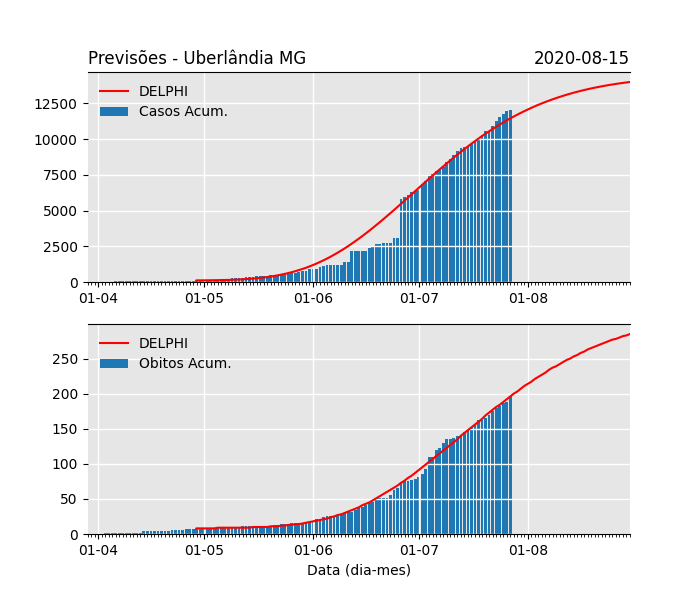 Previsões - Uberlândia MG 2020-08-15
DELPHI
Casos Acum.
12500
10000
7500
5000
2500
0
01-04 01-05 01-06 01-07 01-08
DELPHI
Obitos Acum.
250
200
150
100
50
0
01-04 01-05 01-06 01-07 01-08
Data (dia-mes)